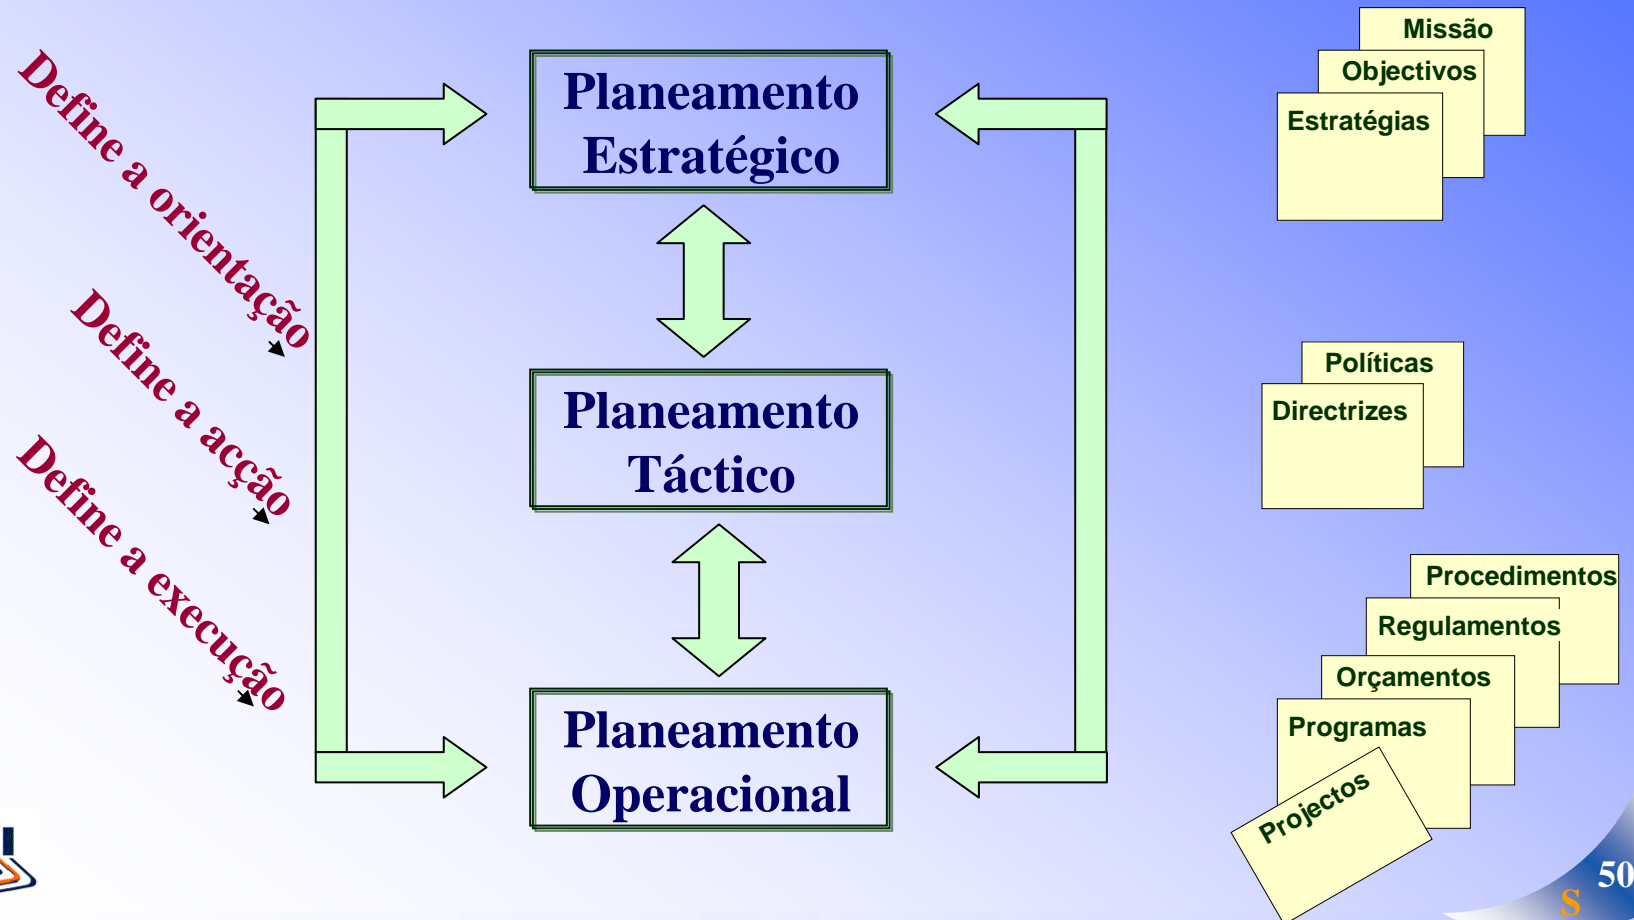 Define a orientação
Define a acção
Define a execução
Planeamento
Estratégico
Planeamento
Táctico
Planeamento
Operacional
Missão
Objectivos
Estratégias
Políticas
Directrizes
Procedimentos
Regulamentos
Orçamentos
Programas
Projectos
50
S